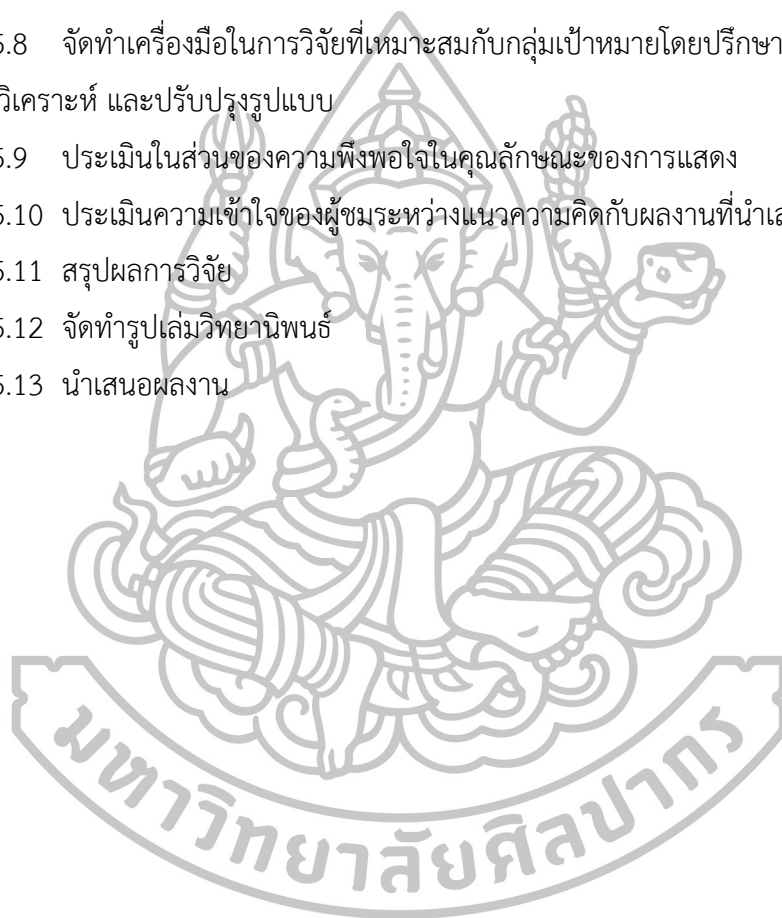 5.8 จัดทำเครื่องมือในการวิจัยที่เหมาะสมกับกลุ่มเป้าหมายโดยปรึกษา
วิเคราะห์ และปรับปรุงรูปแบบ
5.9 ประเมินในส่วนของความพึงพอใจในคุณลักษณะของการแสดง
5.10 ประเมินความเข้าใจของผู้ชมระหว่างแนวความคิดกับผลงานที่นำเ
5.11 สรุปผลการวิจัย
5.12 จัดทำรูปเล่มวิทยานิพนธ์
5.13 นำเสนอผลงาน
มหาวิทยาลัยศิลปากร